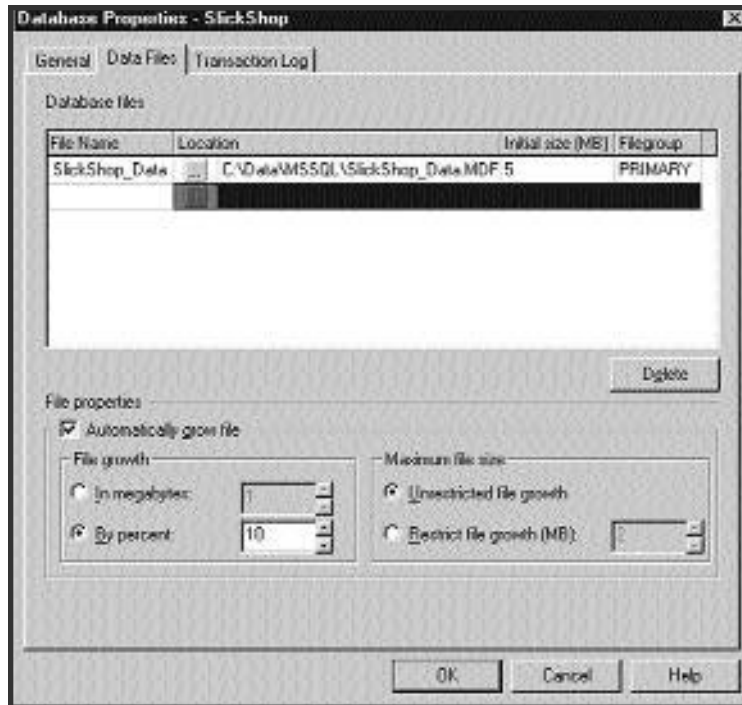 Database Properties - SlickShop
General Data Files Transaction Log
Database files
File Name Location Initial size (MB) Filegroup
SlickShop_Data ... C:\Data\MSSQL\SlickShop_Data.MDF 5 PRIMARY
Delete
File properties
Automatically grow file
File growth Maximum file size
In megabytes: 1 Unrestricted file growth
By percent: 10 Restrict file growth (MB): 2
OK Cancel Help